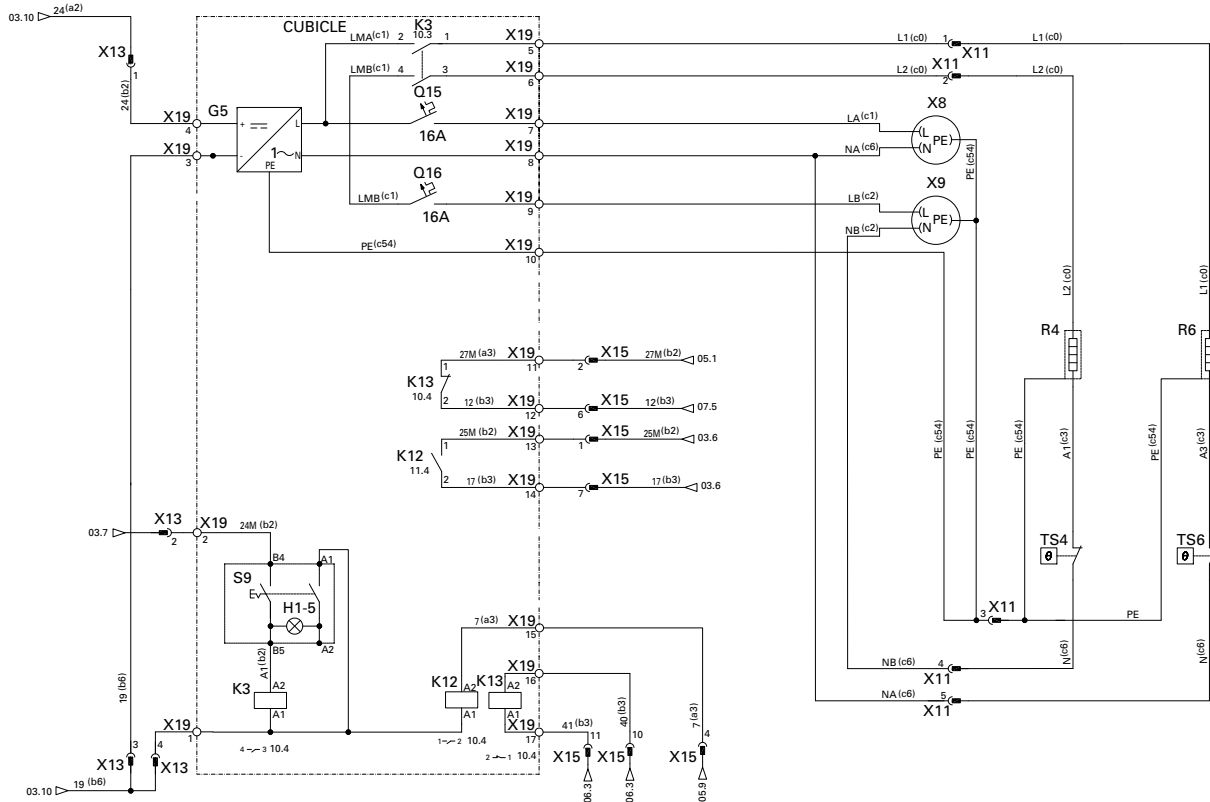 03.10 24(a2)
CUBICLE
K3
10.3
LMA(c1) 2 1 X19 5 L1(c0) 1 X11 L1(c0)
X13
1
24(b2)
LMB(c1) 4 3 X19 6 L2(c0) X11 2 L2(c0)
Q15
16A
X19 4 G5 + - L 1 N PE
X19 7 LA(c1) X8 (L PE) (N
X19 3
X19 8 NA(c6) PE(c54)
Q16
16A
LMB(c1) X19 9 LB(c2) X9 (L PE) (N
NB(c2)
PE(c54) X19 10
L2(c0) L1(c0)
R4 R6
27M(a3) X19 11 X15 2 27M(b2) 05.1
K13
10.4
1
2
12(b3) X19 12 X15 6 12(b3) 07.5
25M(b2) X19 13 X15 1 25M(b2) 03.6
K12
11.4
1
2
17(b3) X19 14 X15 7 17(b3) 03.6
PE(c54) PE(c54) PE(c54) A1(c3) PE(c54) A3(c3)
03.7 X13 2 X19 2 24M(b2)
TS4 θ TS6 θ
B4 A1
S9
H1-5
B5 A2
A1(b2)
K3 A2 A1
3 X11 PE
7(a3) X19 15
K12 A2 A1
K13 A2 A1
X19 16
NB(c6) 4 X11 N(c6) N(c6)
NA(c6) 5 X11
19(b6)
X19 1
X19 17
41(b3) 11 40(b3) 10 7(a3) 4
4 3 10.4
1 2 10.4
2 1 10.4
3 X13 4 X13
X15 X15 X15
03.10 19(b6)
06.3 06.3 05.9